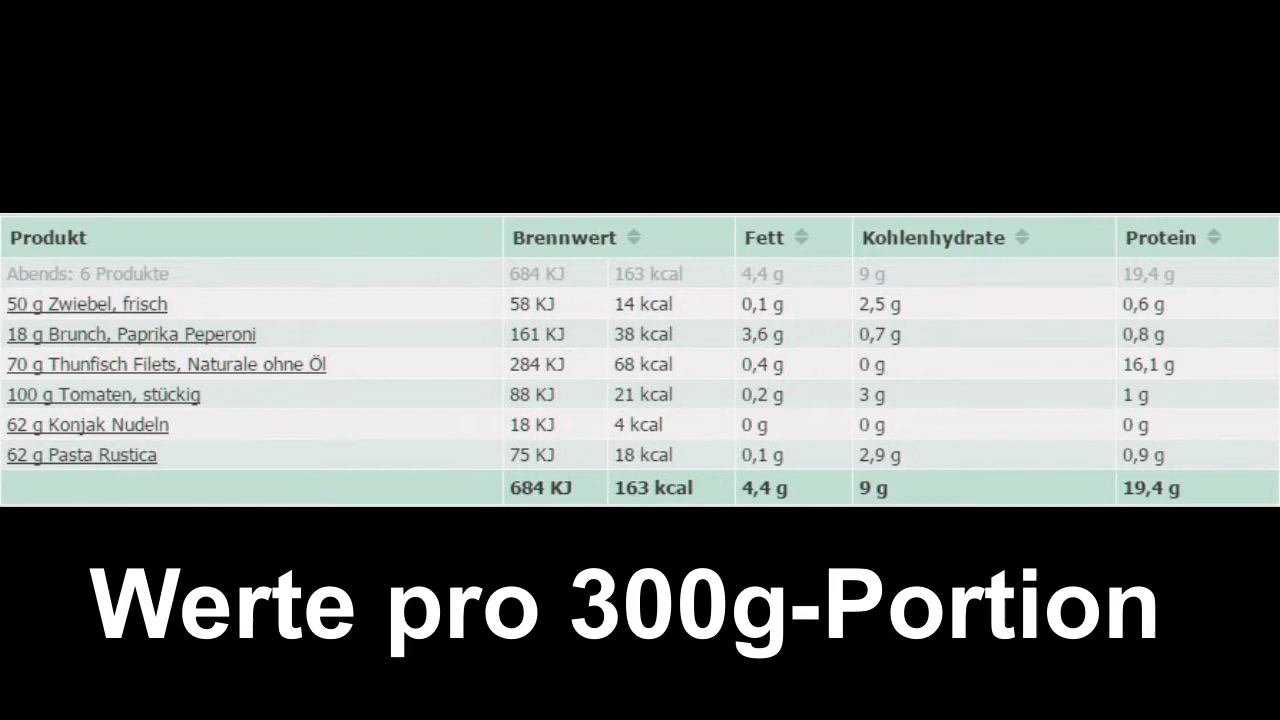 Produkt Brennwert Fett Kohlenhydrate Protein
Abends: 6 Produkte 684 KJ 163 kcal 4,4 g 9 g 19,4 g
50 g Zwiebel, frisch 58 KJ 14 kcal 0,1 g 2,5 g 0,6 g
18 g Brunch, Paprika Peperoni 161 KJ 38 kcal 3,6 g 0,7 g 0,8 g
70 g Thunfisch Filets, Naturale ohne Öl 284 KJ 68 kcal 0,4 g 0 g 16,1 g
100 g Tomaten, stückig 88 KJ 21 kcal 0,2 g 3 g 1 g
62 g Konjak Nudeln 18 KJ 4 kcal 0 g 0 g 0 g
62 g Pasta Rustica 75 KJ 18 kcal 0,1 g 2,9 g 0,9 g
684 KJ 163 kcal 4,4 g 9 g 19,4 g
Werte pro 300g-Portion